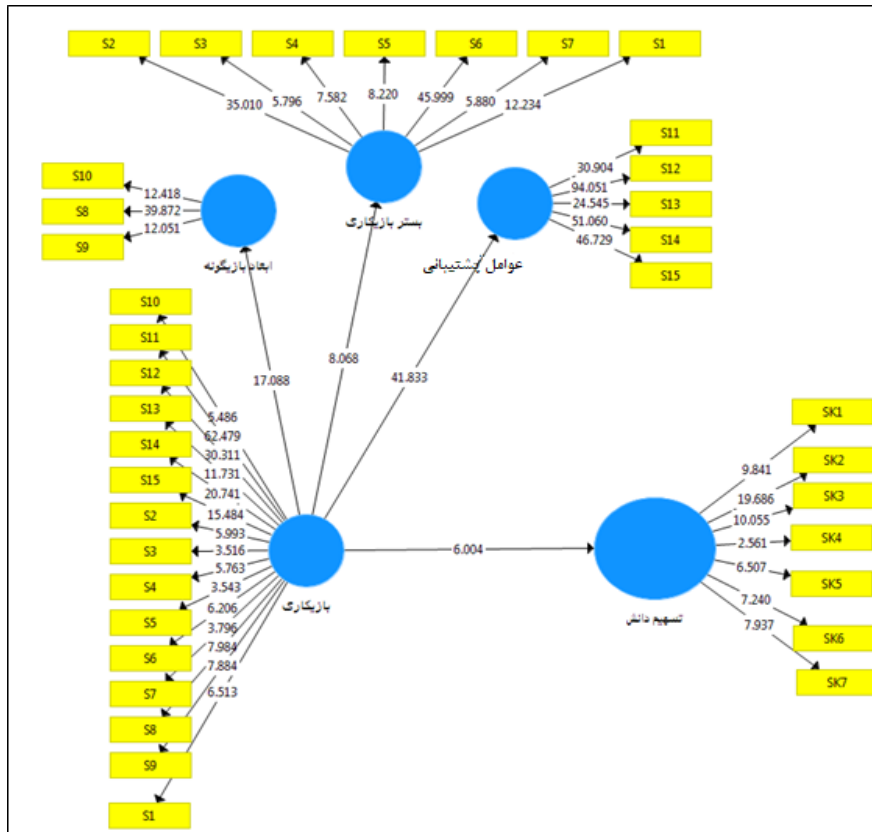 S2 S3 S4 S5 S6 S7 S1
35.010 5.796 7.582 8.220 45.999 5.880 12.234
S11
S12
S13
S14
S15
30.904
94.051
24.545
51.060
46.729
S10
S8
S9
12.418
39.872
12.051
ابعاد بازیگونه
بستر بازیکاری
عوامل پشتیبانی
17.088
8.068
41.833
S10
S11
S12
S13
S14
S15
S2
S3
S4
S5
S6
S7
S8
S9
S1
5.486
62.479
30.311
11.731
20.741
15.484
5.993
3.516
5.763
3.543
6.206
3.796
7.984
7.884
6.513
بازیکاری
6.004
تسهیم دانش
9.841
19.686
10.055
2.561
6.507
7.240
7.937
SK1
SK2
SK3
SK4
SK5
SK6
SK7